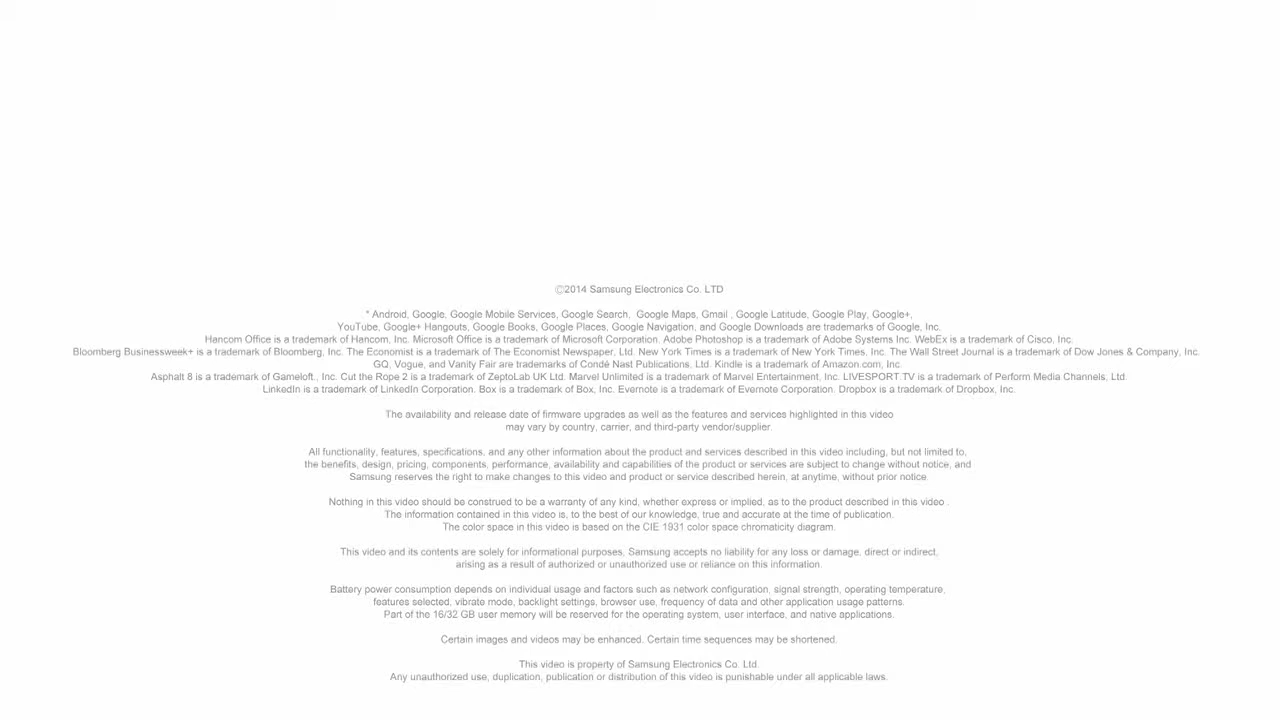 ©2014 Samsung Electronics Co. LTD
* Android, Google, Google Mobile Services, Google Search, Google Maps, Gmail , Google Latitude, Google Play, Google+,
YouTube, Google+ Hangouts, Google Books, Google Places, Google Navigation, and Google Downloads are trademarks of Google, Inc.
Hancom Office is a trademark of Hancom, Inc. Microsoft Office is a trademark of Microsoft Corporation. Adobe Photoshop is a trademark of Adobe Systems Inc. WebEx is a trademark of Cisco, Inc.
Bloomberg Businessweek+ is a trademark of Bloomberg, Inc. The Economist is a trademark of The Economist Newspaper, Ltd. New York Times is a trademark of New York Times, Inc. The Wall Street Journal is a trademark of Dow Jones & Company, Inc.
GQ, Vogue, and Vanity Fair are trademarks of Condé Nast Publications, Ltd. Kindle is a trademark of Amazon.com, Inc.
Asphalt 8 is a trademark of Gameloft., Inc. Cut the Rope 2 is a trademark of ZeptoLab UK Ltd. Marvel Unlimited is a trademark of Marvel Entertainment, Inc. LIVESPORT.TV is a trademark of Perform Media Channels, Ltd.
LinkedIn is a trademark of LinkedIn Corporation. Box is a trademark of Box, Inc. Evernote is a trademark of Evernote Corporation. Dropbox is a trademark of Dropbox, Inc.
The availability and release date of firmware upgrades as well as the features and services highlighted in this video
may vary by country, carrier, and third-party vendor/supplier.
All functionality, features, specifications, and any other information about the product and services described in this video including, but not limited to,
the benefits, design, pricing, components, performance, availability and capabilities of the product or services are subject to change without notice, and
Samsung reserves the right to make changes to this video and product or service described herein, at anytime, without prior notice.
Nothing in this video should be construed to be a warranty of any kind, whether express or implied, as to the product described in this video .
The information contained in this video is, to the best of our knowledge, true and accurate at the time of publication.
The color space in this video is based on the CIE 1931 color space chromaticity diagram.
This video and its contents are solely for informational purposes, Samsung accepts no liability for any loss or damage, direct or indirect,
arising as a result of authorized or unauthorized use or reliance on this information.
Battery power consumption depends on individual usage and factors such as network configuration, signal strength, operating temperature,
features selected, vibrate mode, backlight settings, browser use, frequency of data and other application usage patterns.
Part of the 16/32 GB user memory will be reserved for the operating system, user interface, and native applications.
Certain images and videos may be enhanced. Certain time sequences may be shortened.
This video is property of Samsung Electronics Co. Ltd.
Any unauthorized use, duplication, publication or distribution of this video is punishable under all applicable laws.